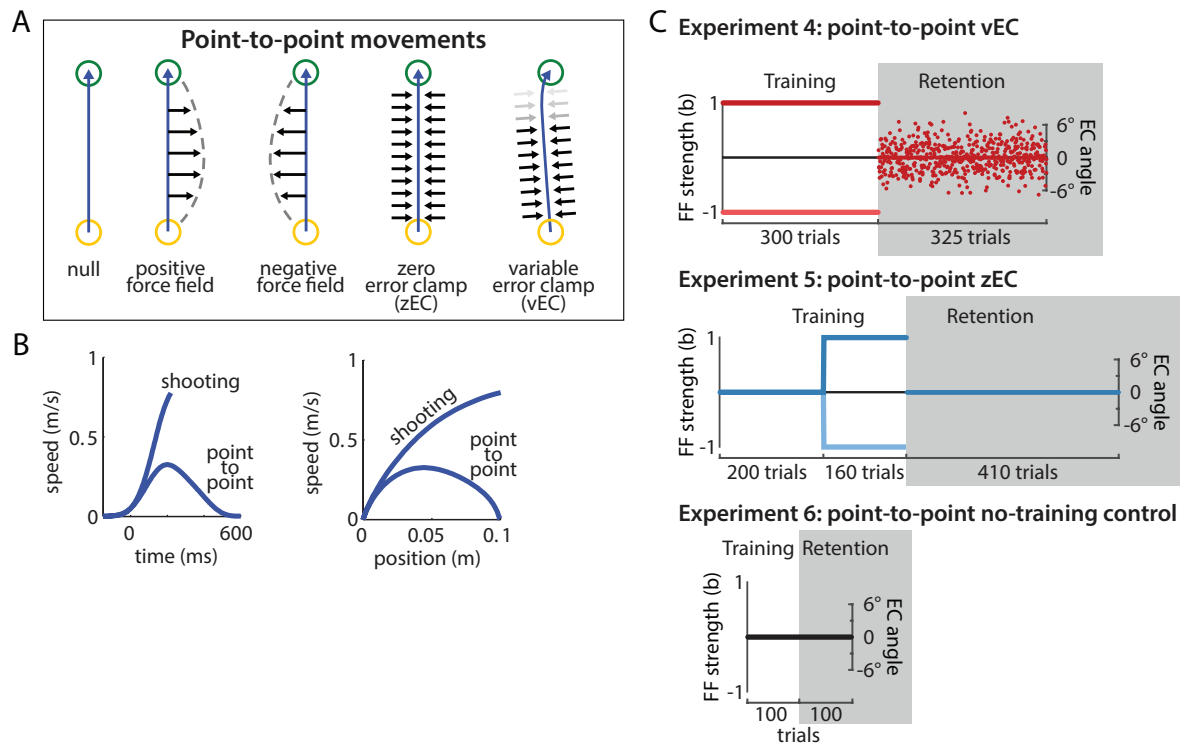 A
Point-to-point movements
null
positive
force field
negative
force field
zero
error clamp
(zEC)
variable
error clamp
(vEC)
B
speed (m/s)
1
0.5
0
0
600
time (ms)
shooting
point
to
point
speed (m/s)
1
0.5
0
0
0.05
0.1
position (m)
shooting
point
to
point
C
Experiment 4: point-to-point vEC
Training
Retention
FF strength (b)
1
-1
6°
0
-6°
EC angle
300 trials
325 trials
Experiment 5: point-to-point zEC
Training
Retention
FF strength (b)
1
-1
6°
0
-6°
EC angle
200 trials
160 trials
410 trials
Experiment 6: point-to-point no-training control
Training
Retention
FF strength (b)
1
-1
6°
0
-6°
EC angle
100
100
trials